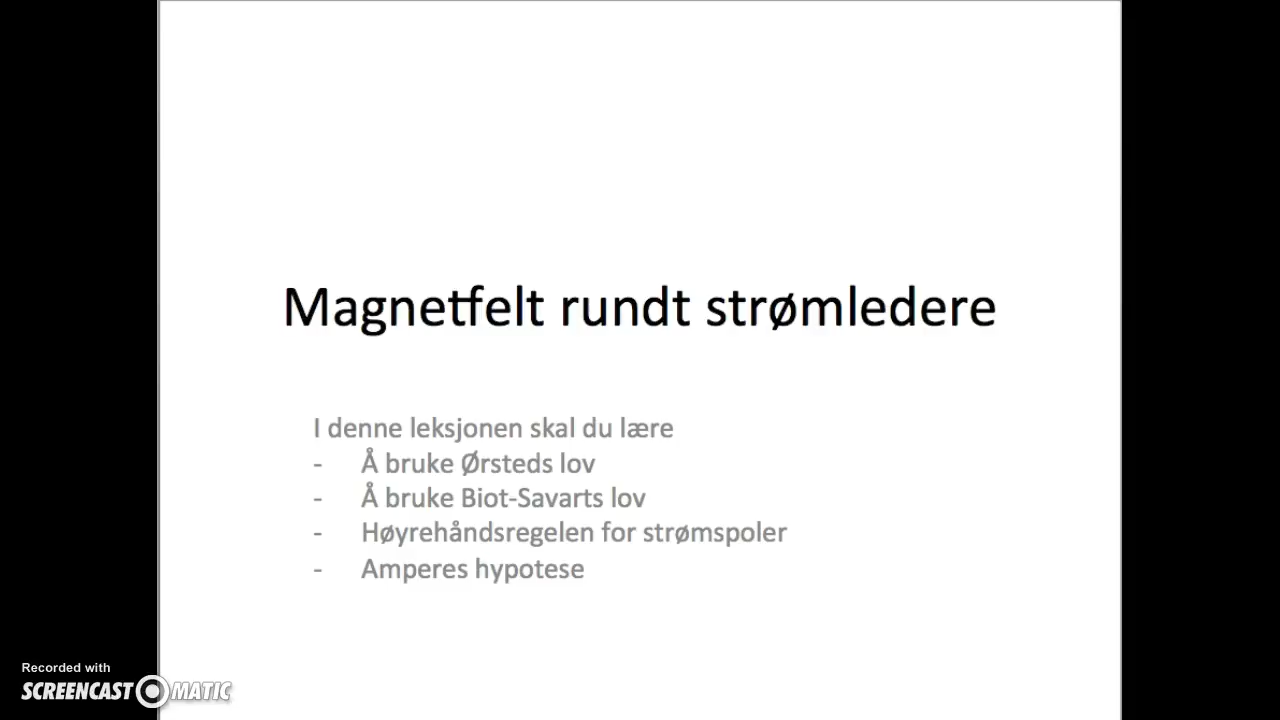 Magnetfelt rundt strømledere
I denne leksjonen skal du lære
- Å bruke Ørsteds lov
- Å bruke Biot-Savarts lov
- Høyrehåndsregelen for strømspoler
- Amperes hypotese
Recorded with
SCREENCAST MATIC